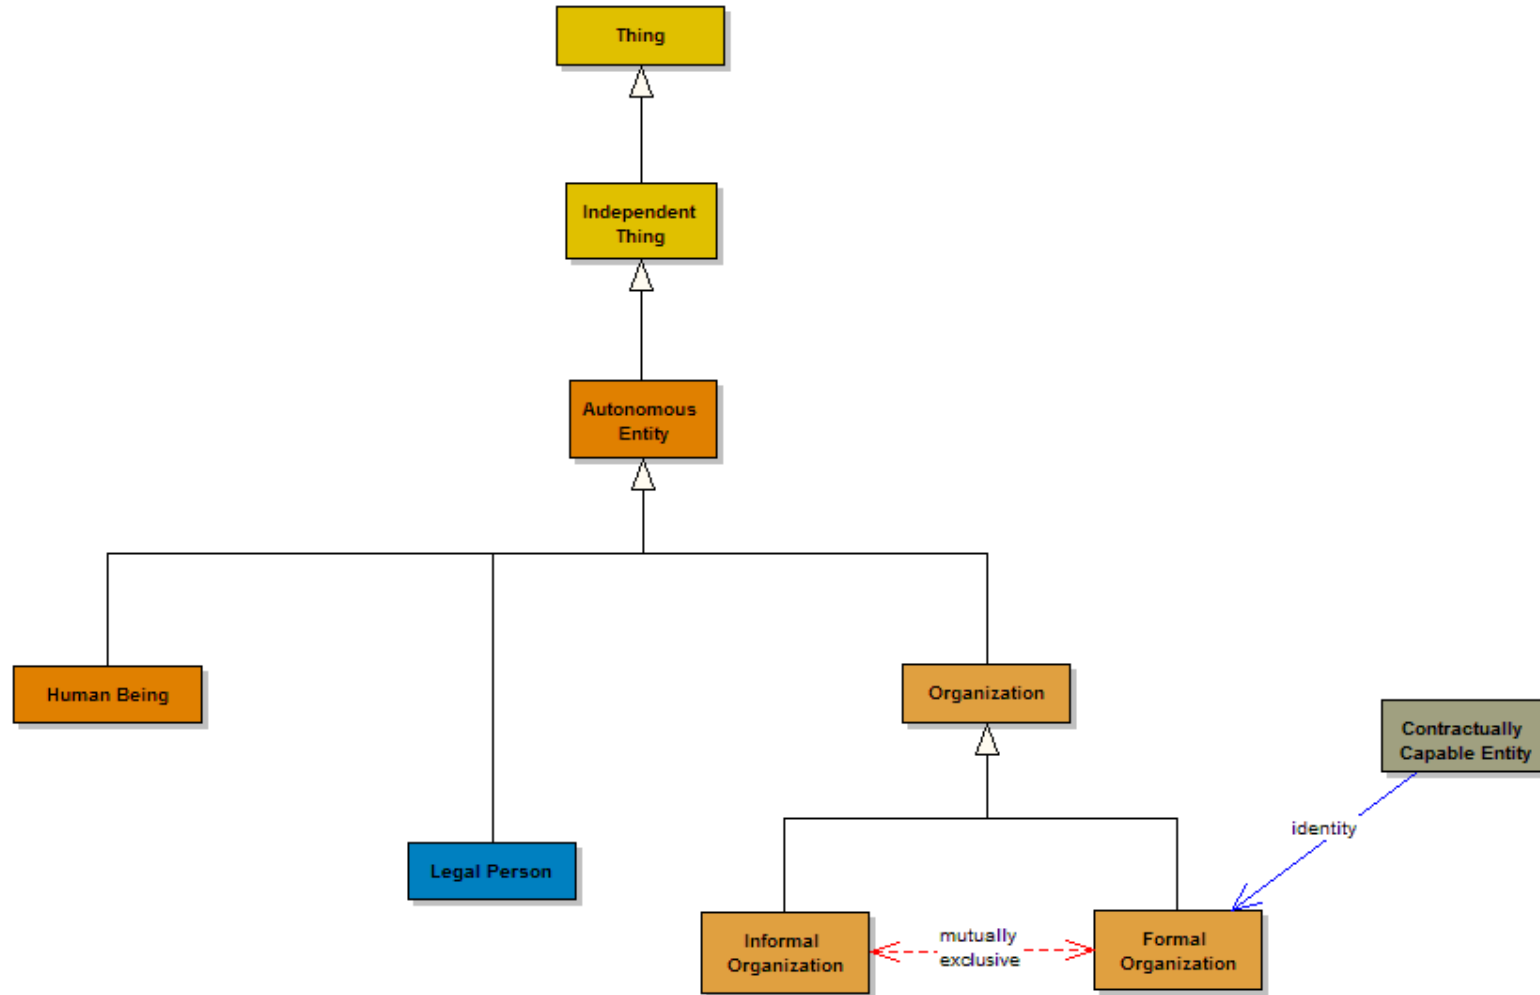 Thing
Independent
Thing
Autonomous
Entity
Human Being
Organization
Contractually
Capable Entity
identity
Legal Person
Informal
Organization
mutually
exclusive
Formal
Organization